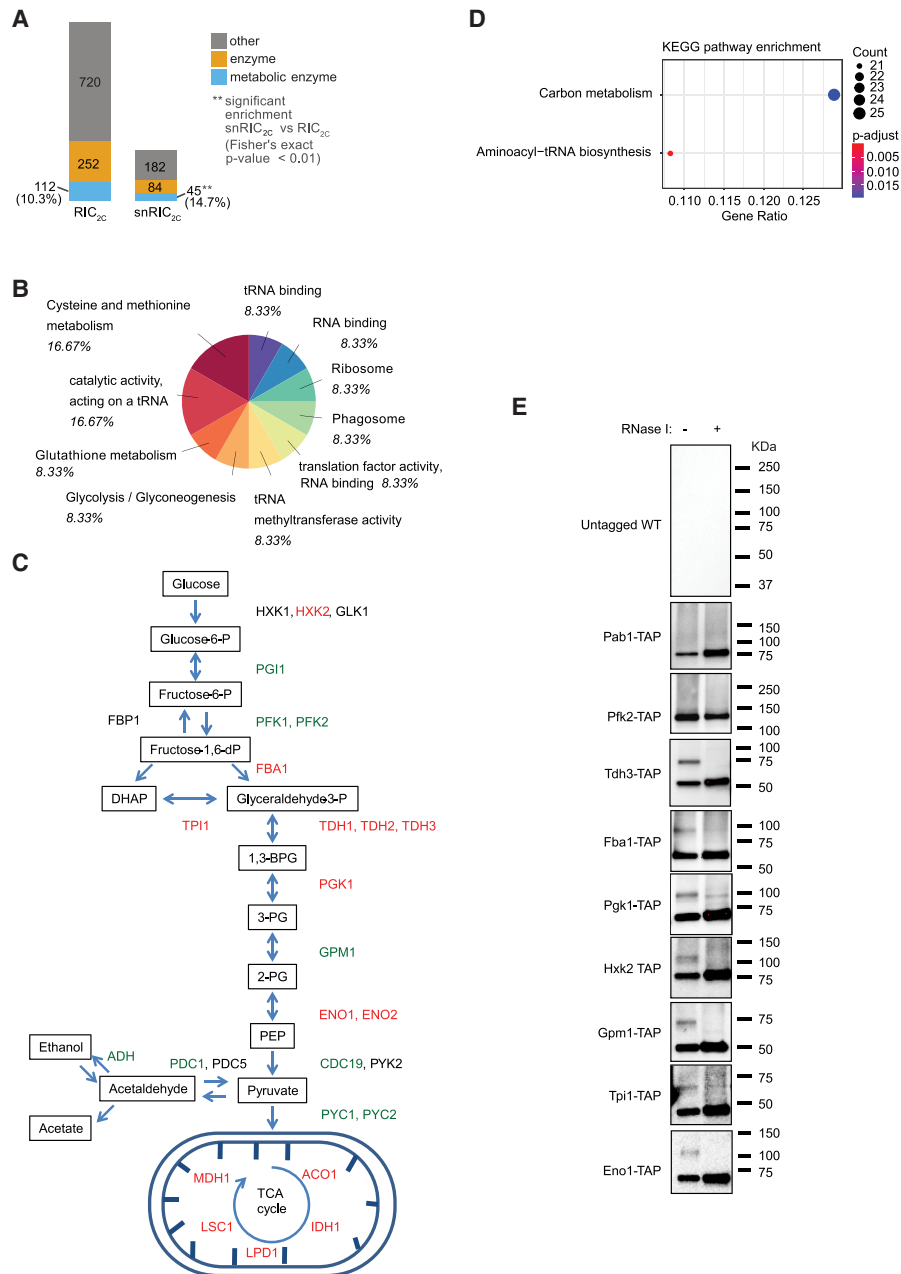 A
720
252
112
(10.3%)
RIC2C
182
84
45**
(14.7%)
snRIC2C
other
enzyme
metabolic enzyme
** significant
enrichment
snRIC2C vs RIC2C
(Fisher's exact
p-value < 0.01)
B
tRNA binding
8.33%
RNA binding
8.33%
Ribosome
8.33%
Phagosome
8.33%
translation factor activity,
RNA binding 8.33%
tRNA
methyltransferase activity
8.33%
Glycolysis / Glyconeogenesis
8.33%
Glutathione metabolism
8.33%
catalytic activity,
acting on a tRNA
16.67%
Cysteine and methionine
metabolism
16.67%
C
Glucose
HXK1, HXK2, GLK1
Glucose-6-P
PGI1
Fructose-6-P
FBP1
PFK1, PFK2
Fructose-1,6-dP
FBA1
DHAP
Glyceraldehyde-3-P
TPI1
TDH1, TDH2, TDH3
1,3-BPG
PGK1
3-PG
GPM1
2-PG
ENO1, ENO2
PEP
Ethanol
ADH
PDC1, PDC5
CDC19, PYK2
Acetaldehyde
Pyruvate
Acetate
PYC1, PYC2
MDH1
ACO1
TCA
cycle
LSC1
IDH1
LPD1
D
KEGG pathway enrichment
Carbon metabolism
Aminoacyl-tRNA biosynthesis
0.110 0.115 0.120 0.125
Gene Ratio
Count
21
22
23
24
25
p-adjust
0.005
0.010
0.015
E
RNase I: - +
KDa
Untagged WT
250
150
100
75
50
37
Pab1-TAP
150
100
75
Pfk2-TAP
250
150
100
Tdh3-TAP
100
75
50
Fba1-TAP
100
75
50
Pgk1-TAP
100
75
Hxk2 TAP
150
100
75
Gpm1-TAP
75
50
Tpi1-TAP
75
50
Eno1-TAP
150
100
75